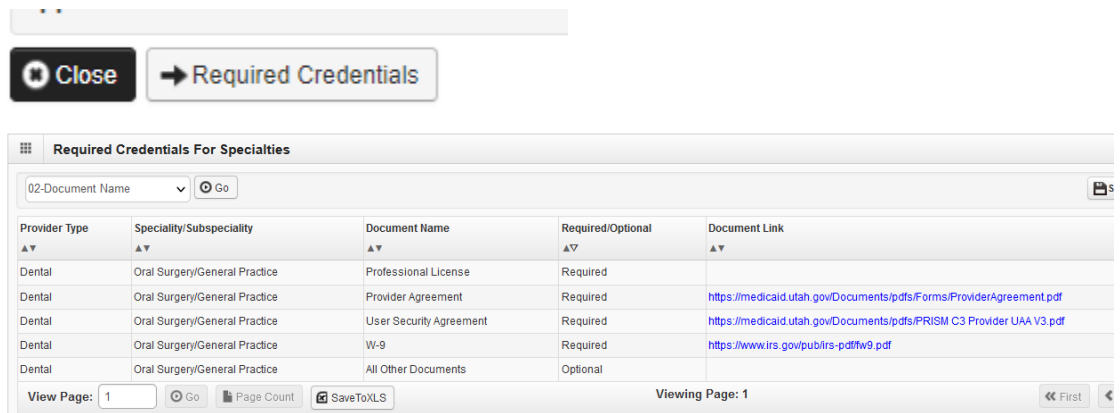 Close Required Credentials
Required Credentials For Specialties
02-Document Name Go
Provider Type Speciality/Subspeciality Document Name Required/Optional Document Link
Dental Oral Surgery/General Practice Professional License Required
Dental Oral Surgery/General Practice Provider Agreement Required https://medicaid.utah.gov/Documents/pdfs/Forms/ProviderAgreement.pdf
Dental Oral Surgery/General Practice User Security Agreement Required https://medicaid.utah.gov/Documents/pdfs/PRISM C3 Provider UAA V3.pdf
Dental Oral Surgery/General Practice W-9 Required https://www.irs.gov/pub/irs-pdf/fw9.pdf
Dental Oral Surgery/General Practice All Other Documents Optional
View Page: 1 Go Page Count SaveToXLS Viewing Page: 1 First